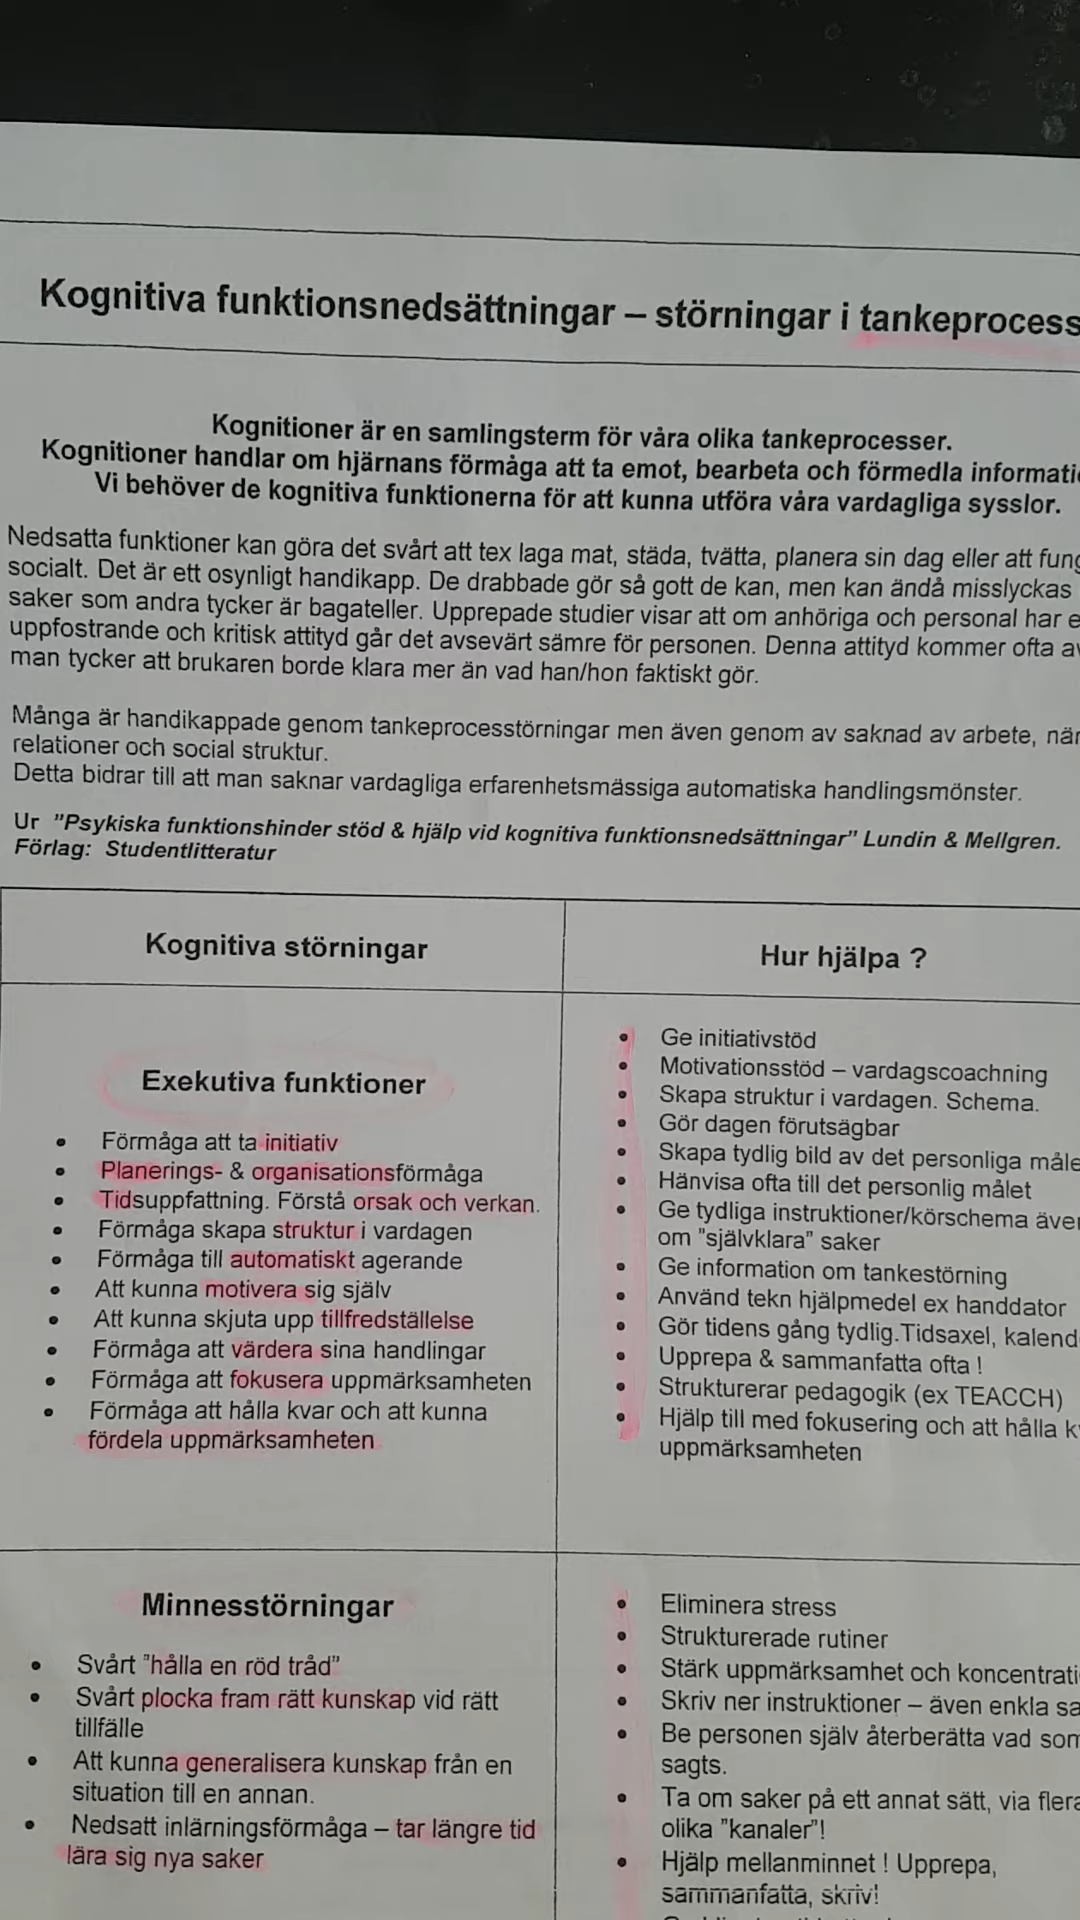 Kognitiva funktionsnedsättningar – störningar i tankeprocess
Kognitioner är en samlingsterm för våra olika tankeprocesser.
Kognitioner handlar om hjärnans förmåga att ta emot, bearbeta och förmedla informati
Vi behöver de kognitiva funktionerna för att kunna utföra våra vardagliga sysslor.
Nedsatta funktioner kan göra det svårt att tex laga mat, städa, tvätta, planera sin dag eller att fung
socialt. Det är ett osynligt handikapp. De drabbade gör så gott de kan, men kan ändå misslyckas
saker som andra tycker är bagateller. Upprepade studier visar att om anhöriga och personal har e
uppfostrande och kritisk attityd går det avsevärt sämre för personen. Denna attityd kommer ofta av
man tycker att brukaren borde klara mer än vad han/hon faktiskt gör.
Många är handikappade genom tankeprocesstörningar men även genom av saknad av arbete, när
relationer och social struktur.
Detta bidrar till att man saknar vardagliga erfarenhetsmässiga automatiska handlingsmönster.
Ur "Psykiska funktionshinder stöd & hjälp vid kognitiva funktionsnedsättningar" Lundin & Mellgren.
Förlag: Studentlitteratur
Kognitiva störningar
Exekutiva funktioner
• Förmåga att ta initiativ
• Planerings- & organisationsförmåga
• Tidsuppfattning. Förstå orsak och verkan.
• Förmåga skapa struktur i vardagen
• Förmåga till automatiskt agerande
• Att kunna motivera sig själv
• Att kunna skjuta upp tillfredställelse
• Förmåga att värdera sina handlingar
• Förmåga att fokusera uppmärksamheten
• Förmåga att hålla kvar och att kunna
fördela uppmärksamheten
Hur hjälpa ?
• Ge initiativstöd
• Motivationsstöd – vardagscoachning
• Skapa struktur i vardagen. Schema.
• Gör dagen förutsägbar
• Skapa tydlig bild av det personliga måle
• Hänvisa ofta till det personlig målet
• Ge tydliga instruktioner/körschema även
om "självklara" saker
• Ge information om tankestörning
• Använd tekn hjälpmedel ex handdator
• Gör tidens gång tydlig.Tidsaxel, kalend
• Upprepa & sammanfatta ofta !
• Strukturerar pedagogik (ex TEACCH)
• Hjälp till med fokusering och att hålla k
uppmärksamheten
Minnesstörningar
• Svårt "hålla en röd tråd"
• Svårt plocka fram rätt kunskap vid rätt
tillfälle
• Att kunna generalisera kunskap från en
situation till en annan.
• Nedsatt inlärningsförmåga – tar längre tid
lära sig nya saker
• Eliminera stress
• Strukturerade rutiner
• Stärk uppmärksamhet och koncentrati
• Skriv ner instruktioner – även enkla sa
• Be personen själv återberätta vad som
sagts.
• Ta om saker på ett annat sätt, via flera
olika "kanaler"!
• Hjälp mellanminnet ! Upprepa,
sammanfatta, skriv!